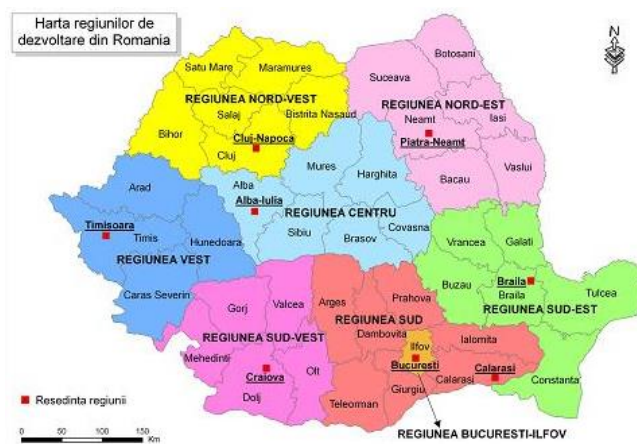 Harta regiunilor de
dezvoltare din Romania
N
Satu Mare
Maramures
Botosani
Suceava
REGIUNEA NORD-VEST
REGIUNEA NORD-EST
Salaj
Bistrita Nasaud
Neamt
Iasi
Bihor
Cluj-Napoca
Piatra-Neamt
Cluj
Mures
Harghita
Bacau
Vaslui
Arad
Alba
Alba-Iulia
REGIUNEA CENTRU
Timisoara
Timis
Hunedoara
Sibiu
Brasov
Covasna
Vrancea
Galati
REGIUNEA VEST
Caras Severin
Buzau
Braila
Braila
Tulcea
REGIUNEA SUD-EST
Gorj
Valcea
Arges
Prahova
REGIUNEA SUD
Dambovita
REGIUNEA SUD-VEST
Ilfov
Ialomita
Mehedinti
Craiova
Olt
Bucuresti
Calarasi
Calarasi
Constanta
Dolj
Teleorman
Giurgiu
Resedinta regiunii
0 25 50 100 150
Km
REGIUNEA BUCURESTI-ILFOV